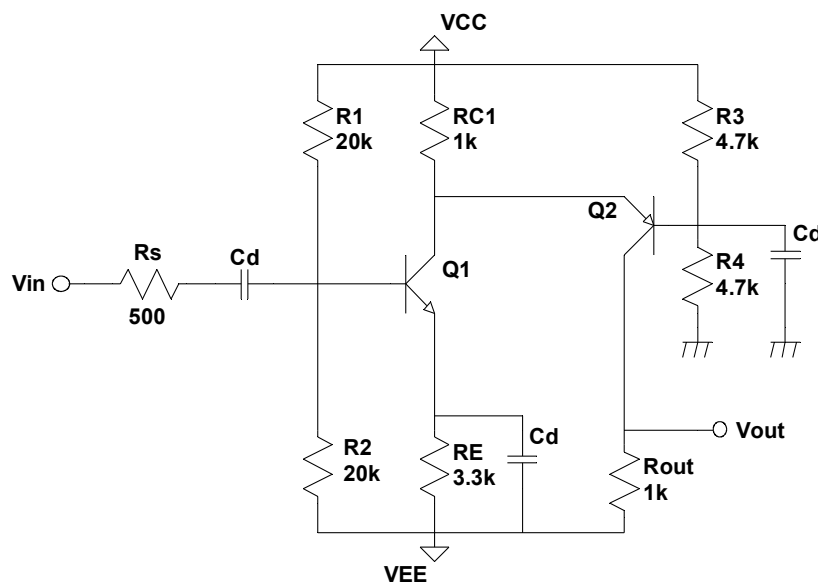 VCC
R1
20k
RC1
1k
R3
4.7k
Q2
Cd
Rs
Cd
Vin
Q1
R4
4.7k
500
Vout
R2
20k
RE
3.3k
Cd
Rout
1k
VEE